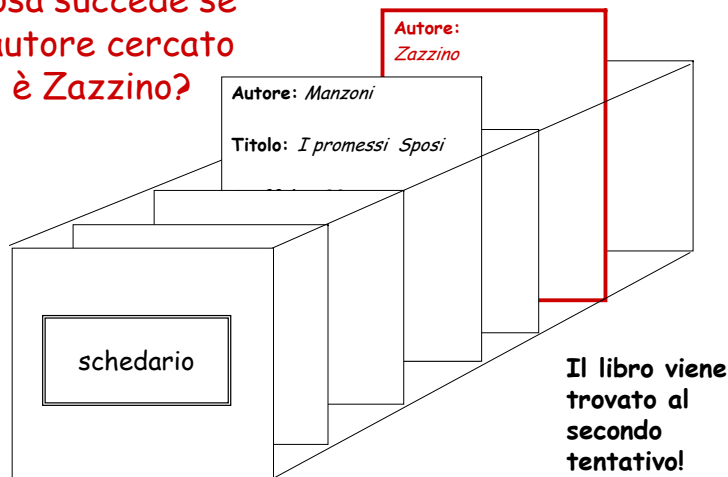 succede se
autore cercato
è Zazzino?
Autore:
Zazzino
Autore: Manzoni
Titolo: I promessi Sposi
schedario
Il libro viene
trovato al
secondo
tentativo!